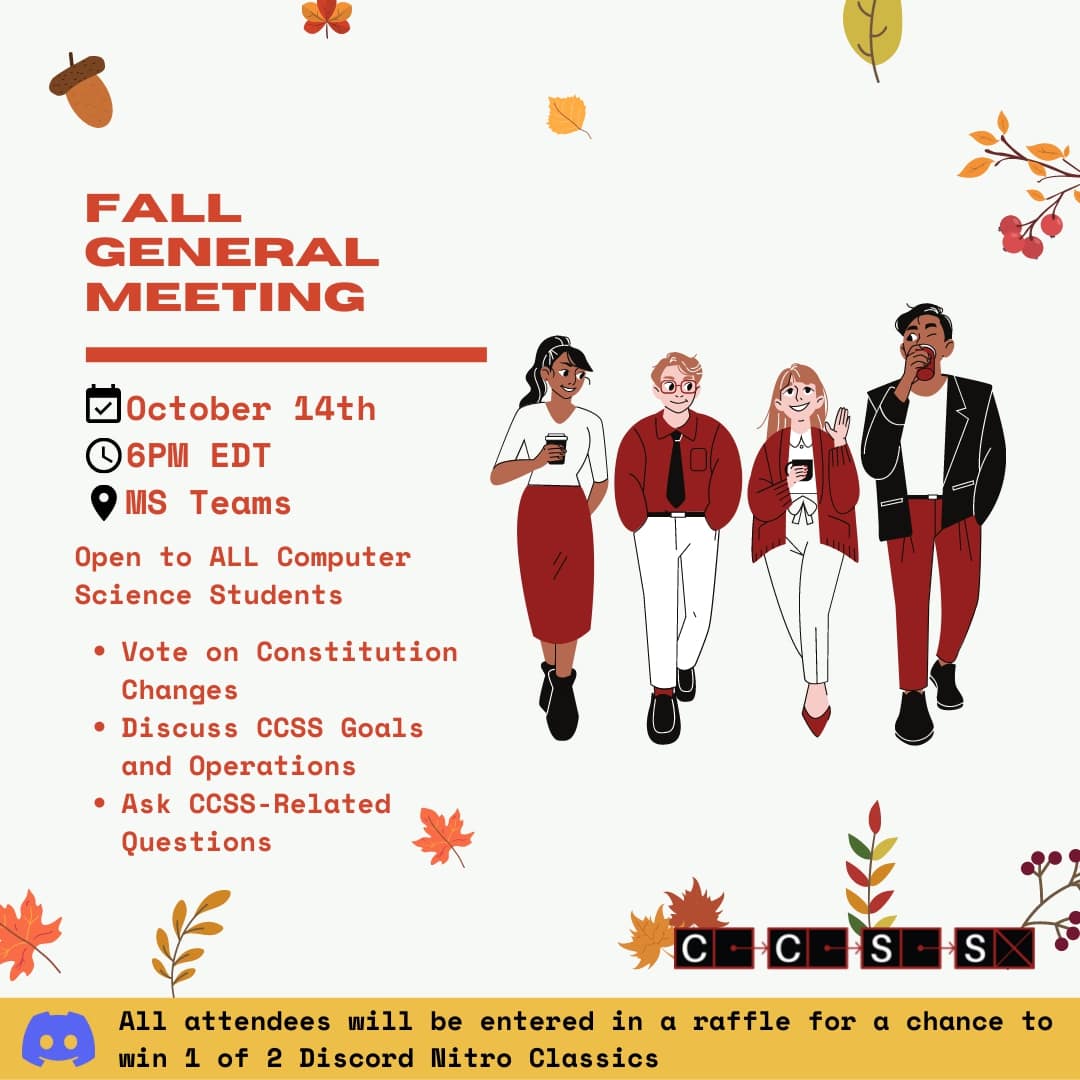 FALL
GENERAL
MEETING
October 14th
6PM EDT
MS Teams
Open to ALL Computer
Science Students
• Vote on Constitution
Changes
• Discuss CCSS Goals
and Operations
• Ask CCSS-Related
Questions
C C S S
All attendees will be entered in a raffle for a chance to
win 1 of 2 Discord Nitro Classics